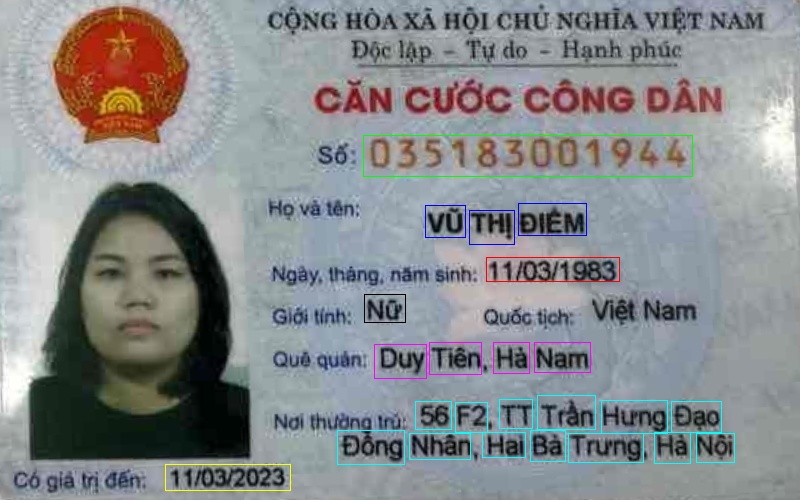 CỘNG HÒA XÃ HỘI CHỦ NGHĨA VIỆT NAM
Độc lập - Tự do - Hạnh phúc
CĂN CƯỚC CÔNG DÂN
Số: 035183001944
Họ và tên: VŨ THỊ ĐIỂM
Ngày, tháng, năm sinh: 11/03/1983
Giới tính: Nữ Quốc tịch: Việt Nam
Quê quán: Duy Tiên, Hà Nam
Nơi thường trú: 56 F2, TT Trần Hưng Đạo
Đồng Nhân, Hai Bà Trưng, Hà Nội
Có giá trị đến: 11/03/2023